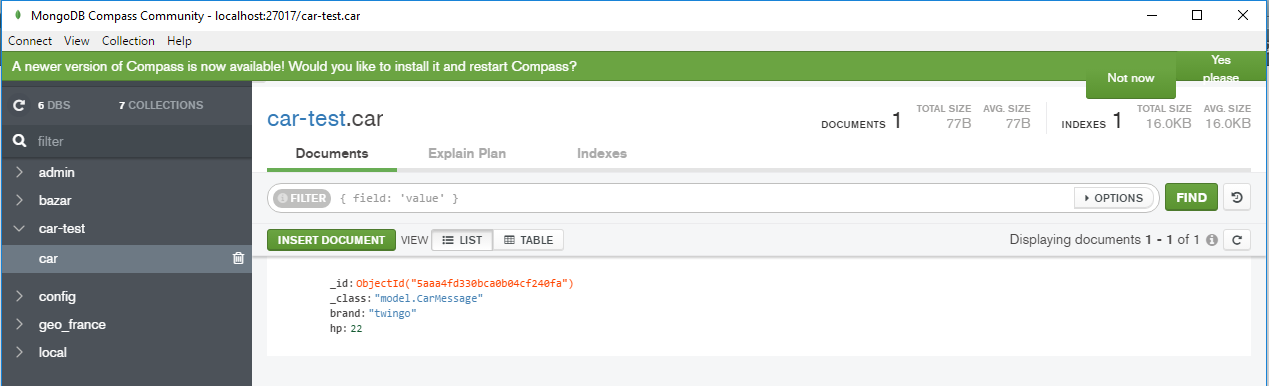 MongoDB Compass Community - localhost:27017/car-test.car
Connect View Collection Help
A newer version of Compass is now available! Would you like to install it and restart Compass?
Not now
Yes please
6 DBS 7 COLLECTIONS
filter
admin
bazar
car-test
car
config
geo_france
local
car-test.car
DOCUMENTS 1 TOTAL SIZE 77B AVG. SIZE 77B INDEXES 1 TOTAL SIZE 16.0KB AVG. SIZE 16.0KB
Documents Explain Plan Indexes
FILTER { field: 'value' } OPTIONS FIND
INSERT DOCUMENT VIEW LIST TABLE Displaying documents 1 - 1 of 1
_id: ObjectId("5aaa4fd330bca0b04cf240fa")
_class: "model.CarMessage"
brand: "twingo"
hp: 22